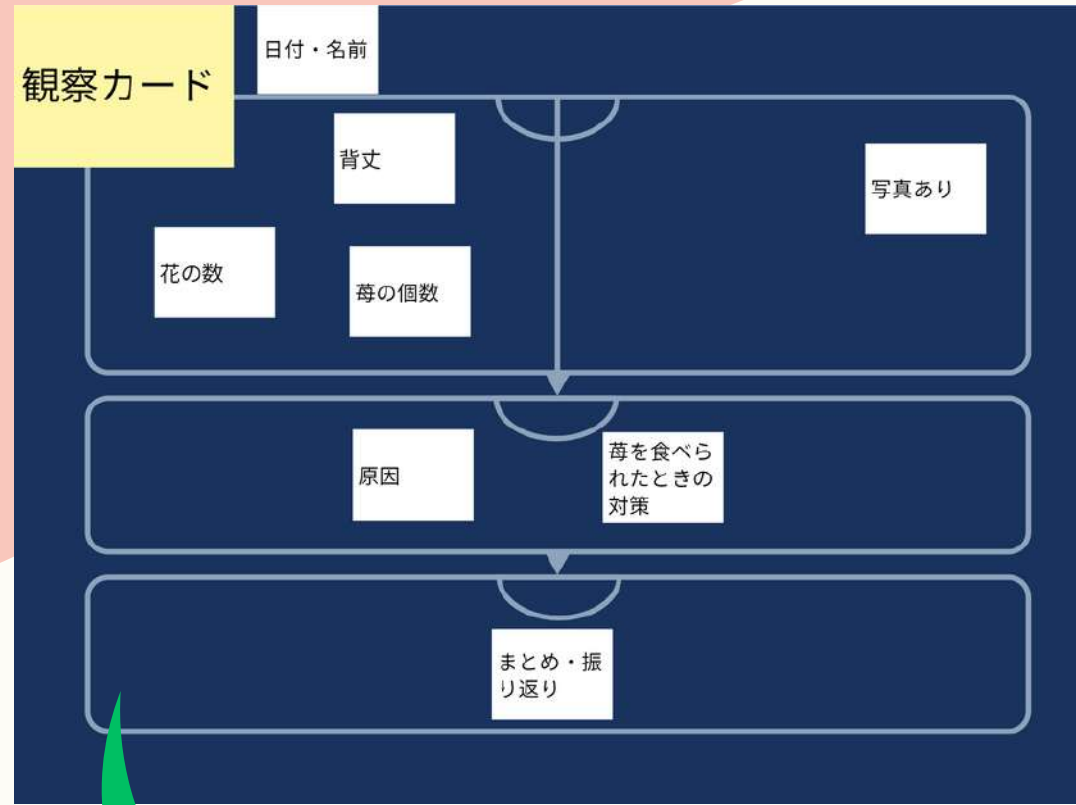 観察カード
日付・名前
背丈
写真あり
花の数
苺の個数
原因
苺を食べら
れたときの
対策
まとめ・振
り返り